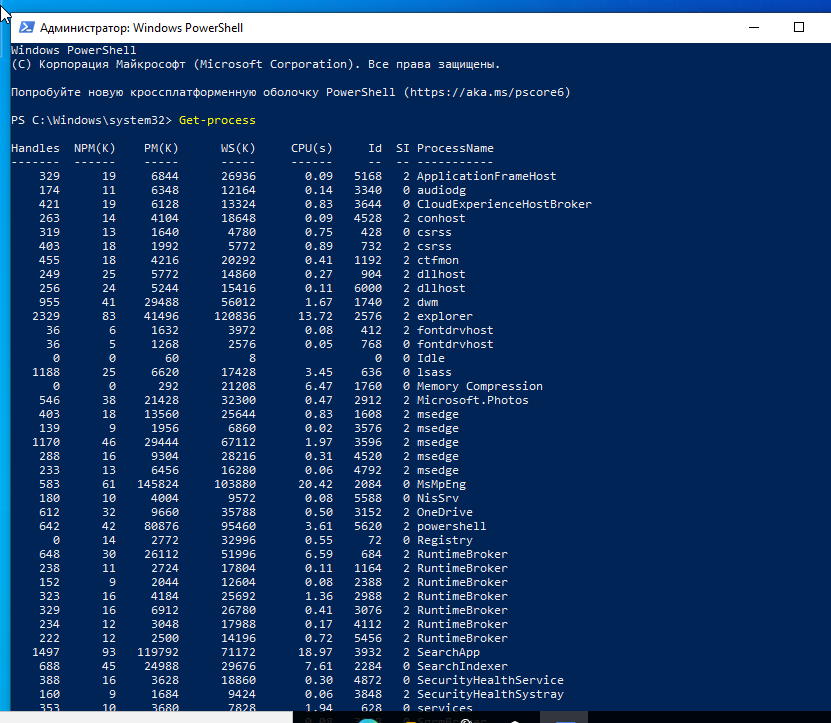 Администратор: Windows PowerShell
Windows PowerShell
(C) Корпорация Майкрософт (Microsoft Corporation). Все права защищены.
Попробуйте новую кроссплатформенную оболочку PowerShell (https://aka.ms/pscore6)
PS C:\Windows\system32> Get-process
Handles NPM(K) PM(K) WS(K) CPU(s) Id SI ProcessName
------- ------ ----- ----- ------ -- -- -----------
329 19 6844 26936 0.09 5168 2 ApplicationFrameHost
174 11 6348 12164 0.14 3340 0 audiodg
421 19 6128 13324 0.83 3644 0 CloudExperienceHostBroker
263 14 4104 18648 0.09 4528 2 conhost
319 13 1640 4780 0.75 428 0 csrss
403 18 1992 5772 0.89 732 2 csrss
455 18 4216 20292 0.41 1192 2 ctfmon
249 25 5772 14860 0.27 904 2 dllhost
256 24 5244 15416 0.11 6000 2 dllhost
955 41 29488 56012 1.67 1740 2 dwm
2329 83 41496 120836 13.72 2576 2 explorer
36 6 1632 3972 0.08 412 2 fontdrvhost
36 5 1268 2576 0.05 768 0 fontdrvhost
0 0 60 8 0 0 Idle
1188 25 6620 17428 3.45 636 0 lsass
0 0 292 21208 6.47 1760 0 Memory Compression
546 38 21428 32300 0.47 2912 2 Microsoft.Photos
403 18 13560 25644 0.83 1608 2 msedge
139 9 1956 6860 0.02 3576 2 msedge
1170 46 29444 67112 1.97 3596 2 msedge
288 16 9304 28216 0.31 4520 2 msedge
233 13 6456 16280 0.06 4792 2 msedge
583 61 145824 103880 20.42 2084 0 MsMpEng
180 10 4004 9572 0.08 5588 0 NisSrv
612 32 9660 35788 0.50 3152 2 OneDrive
642 42 80876 95460 3.61 5620 2 powershell
0 14 2772 32996 0.55 72 0 Registry
648 30 26112 51996 6.59 684 2 RuntimeBroker
238 11 2724 17804 0.11 1164 2 RuntimeBroker
152 9 2044 12604 0.08 2388 2 RuntimeBroker
323 16 4184 25692 1.36 2988 2 RuntimeBroker
329 16 6912 26780 0.41 3076 2 RuntimeBroker
234 12 3048 17988 0.17 4112 2 RuntimeBroker
222 12 2500 14196 0.72 5456 2 RuntimeBroker
1497 93 119792 71172 18.97 3932 2 SearchApp
688 45 24988 29676 7.61 2284 0 SearchIndexer
388 16 3628 18860 0.30 4872 0 SecurityHealthService
160 9 1684 9424 0.06 3848 2 SecurityHealthSystray
353 10 3680 7828 1.94 628 0 services